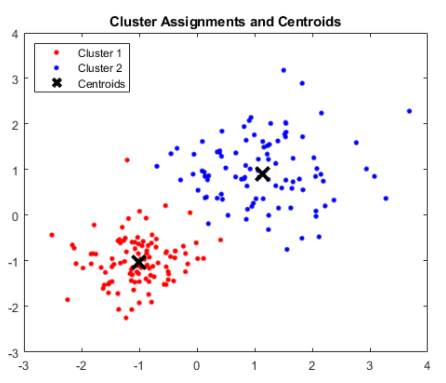 Cluster Assignments and Centroids
4
Cluster 1
Cluster 2
Centroids
3
2
1
0
-1
-2
-3
-3 -2 -1 0 1 2 3 4